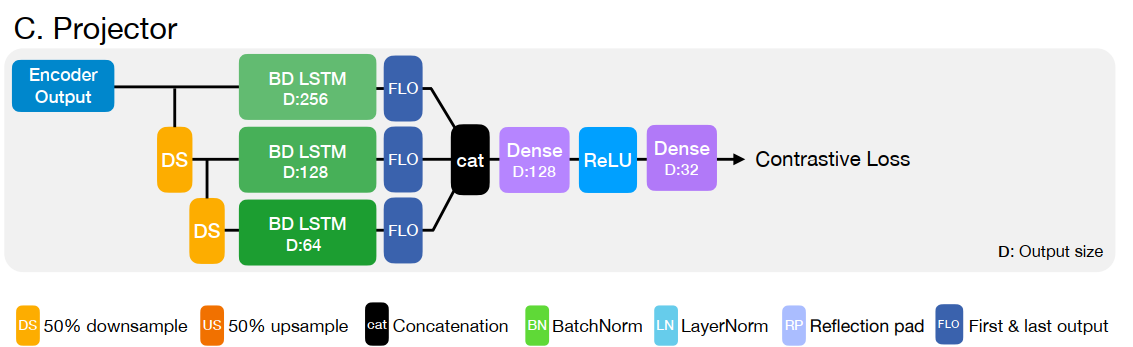 C. Projector
Encoder
Output
BD LSTM
D:256
FLO
DS
BD LSTM
D:128
FLO
cat
Dense
D:128
ReLU
Dense
D:32
Contrastive Loss
DS
BD LSTM
D:64
FLO
D: Output size
DS 50% downsample
US 50% upsample
cat Concatenation
BN BatchNorm
LN LayerNorm
RP Reflection pad
FLO First & last output